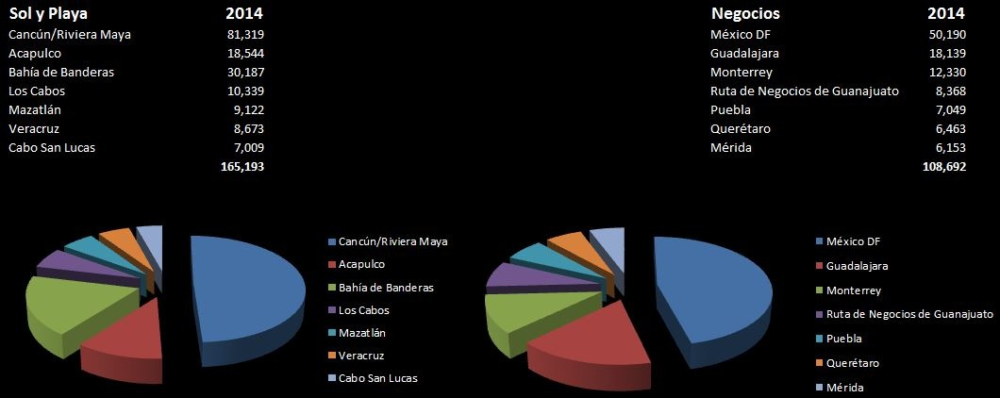 Sol y Playa 2014
Cancún/Riviera Maya 81,319
Acapulco 18,544
Bahía de Banderas 30,187
Los Cabos 10,339
Mazatlán 9,122
Veracruz 8,673
Cabo San Lucas 7,009
165,193
Negocios 2014
México DF 50,190
Guadalajara 18,139
Monterrey 12,330
Ruta de Negocios de Guanajuato 8,368
Puebla 7,049
Querétaro 6,463
Mérida 6,153
108,692
Cancún/Riviera Maya
Acapulco
Bahía de Banderas
Los Cabos
Mazatlán
Veracruz
Cabo San Lucas
México DF
Guadalajara
Monterrey
Ruta de Negocios de Guanajuato
Puebla
Querétaro
Mérida